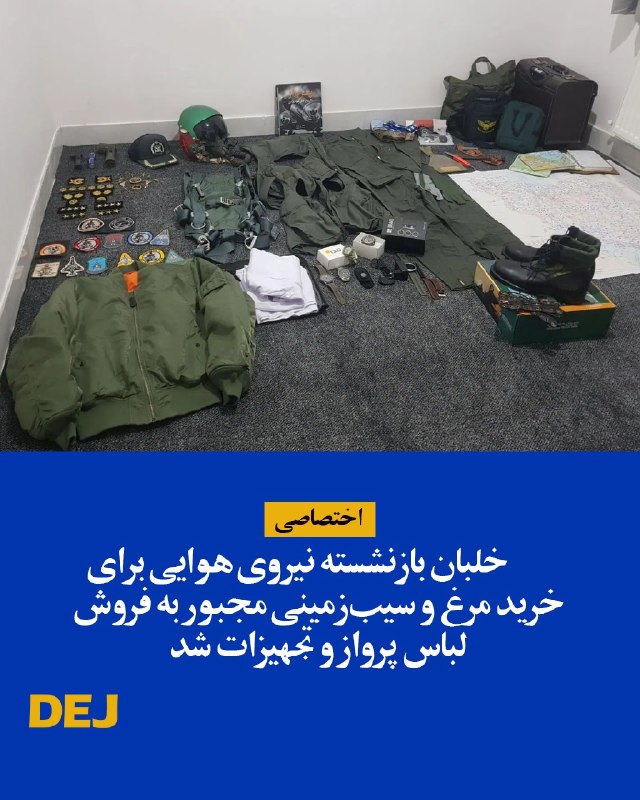 اختصاصی
خلبان بازنشسته نیروی هوایی برای
خرید مرغ و سیب‌زمینی مجبور به فروش
لباس پرواز و تجهیزات شد
DEJ